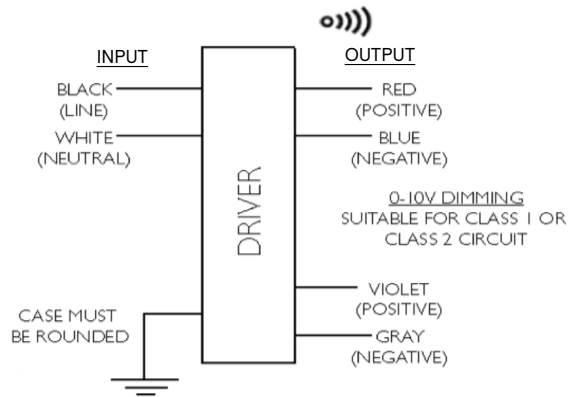 INPUT
OUTPUT
BLACK
(LINE)
WHITE
(NEUTRAL)
DRIVER
RED
(POSITIVE)
BLUE
(NEGATIVE)
0-10V DIMMING
SUITABLE FOR CLASS 1 OR
CLASS 2 CIRCUIT
VIOLET
(POSITIVE)
GRAY
(NEGATIVE)
CASE MUST
BE ROUNDED